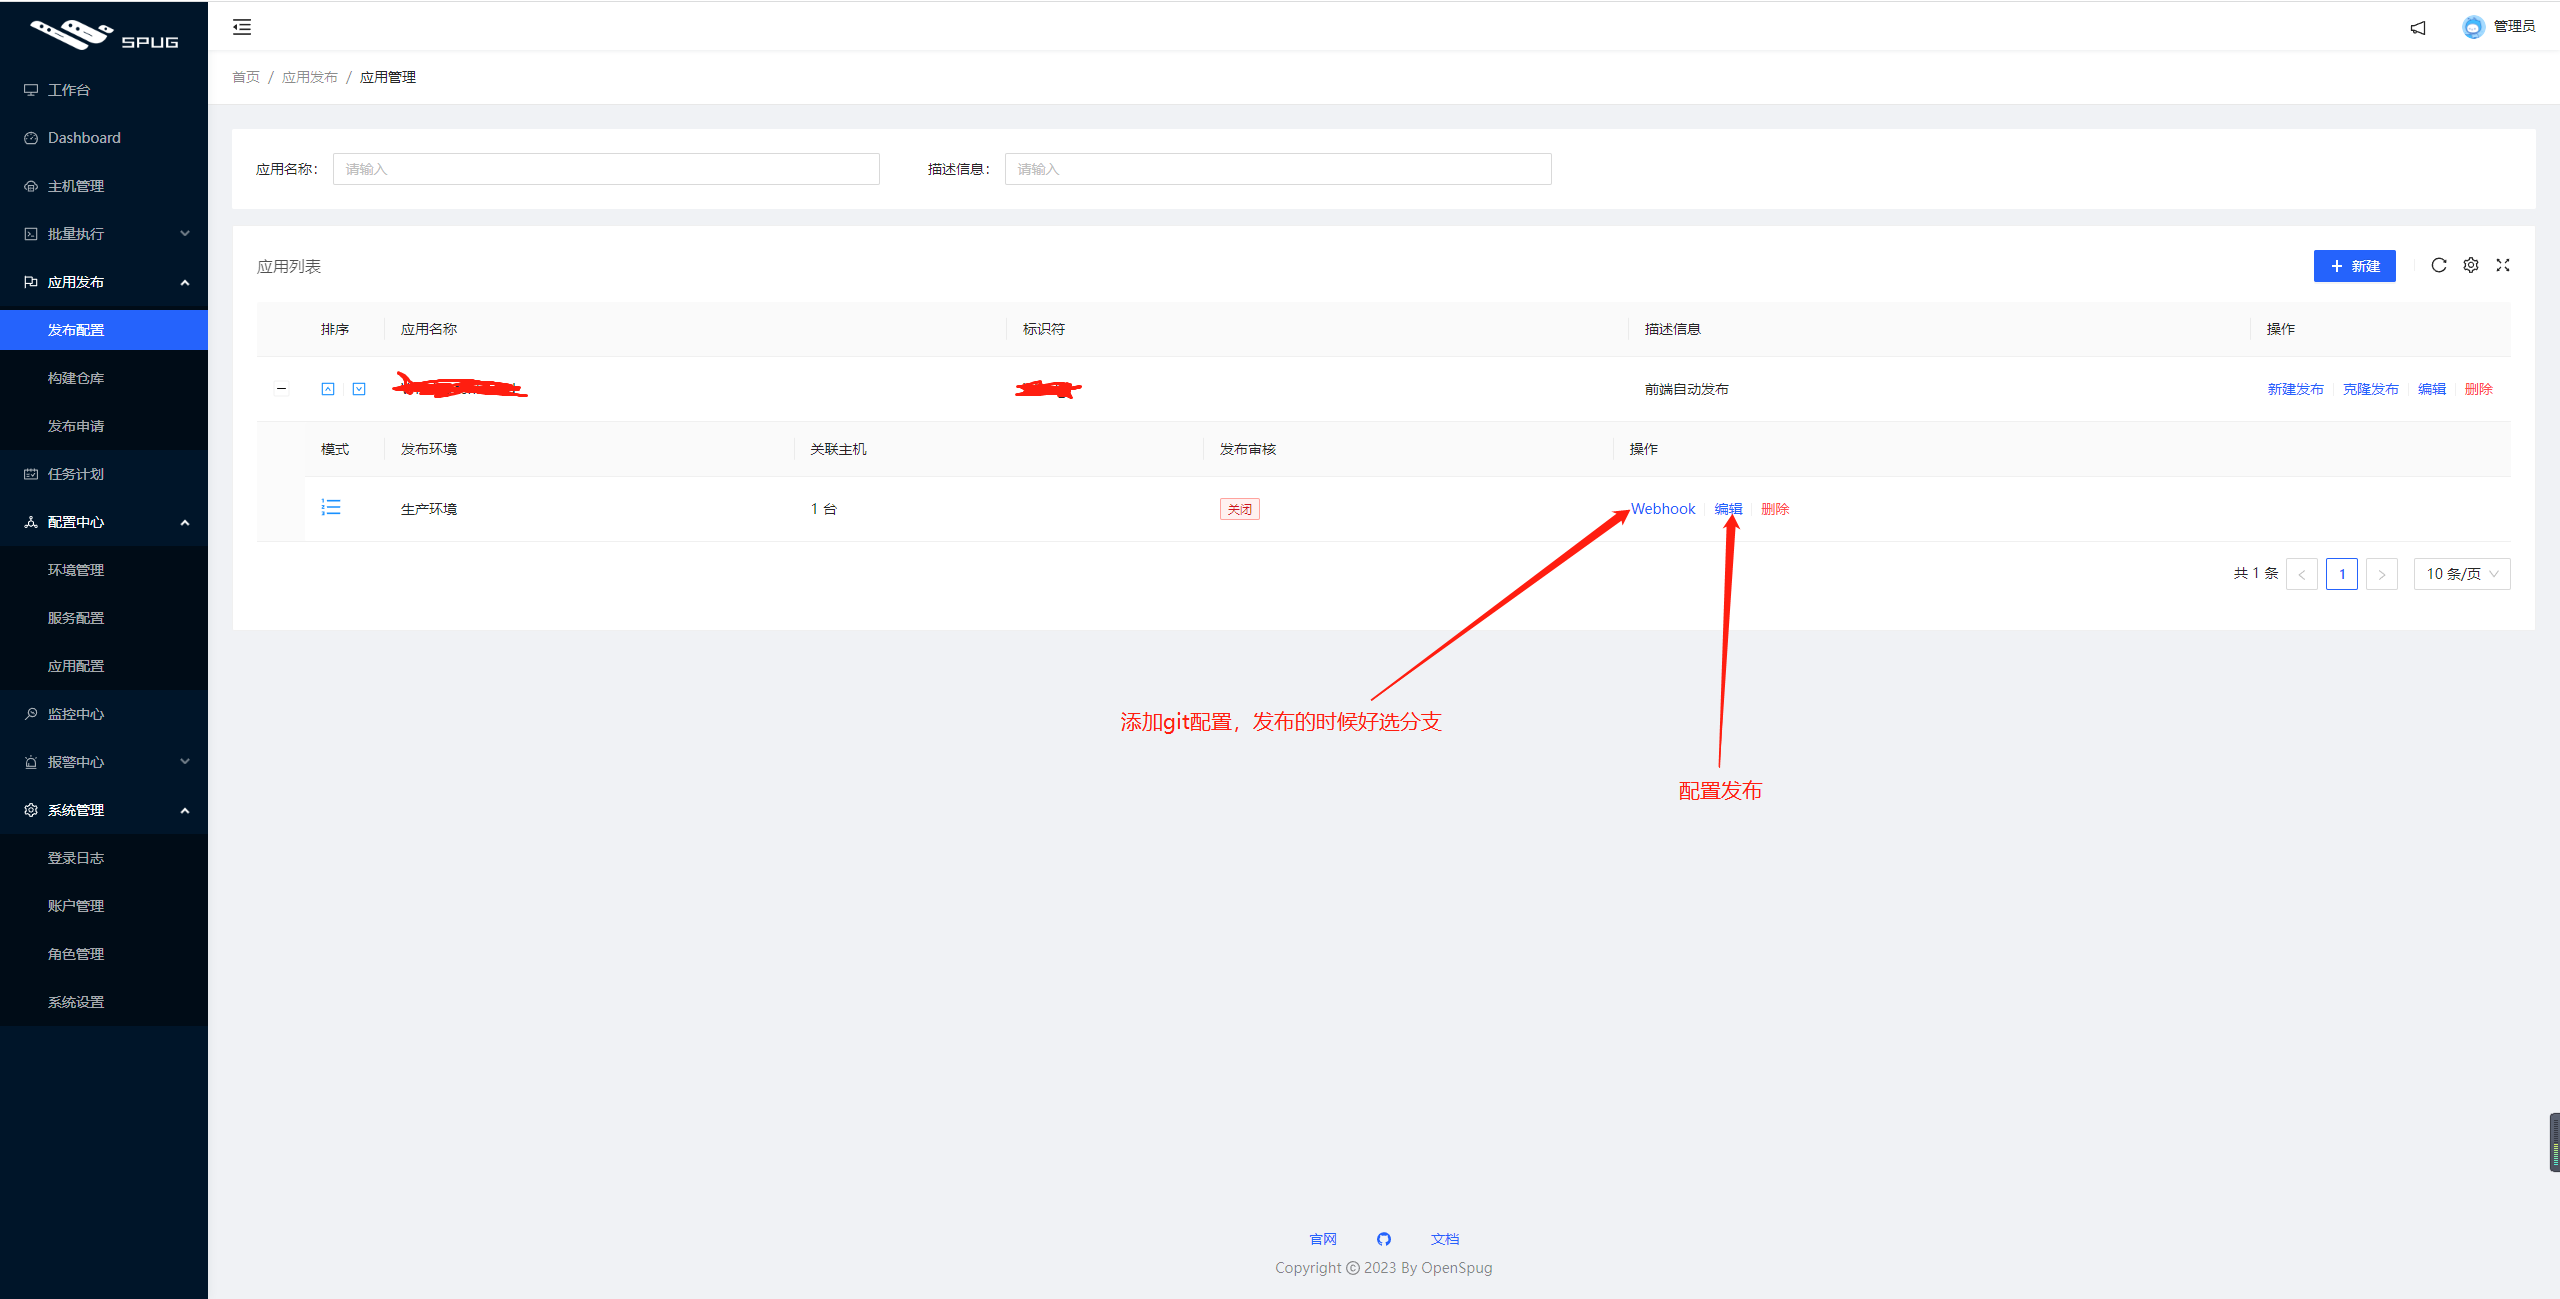 SPUG
管理员
工作台
Dashboard
主机管理
批量执行
应用发布
发布配置
构建仓库
发布申请
任务计划
配置中心
环境管理
服务配置
应用配置
监控中心
报警中心
系统管理
登录日志
账户管理
角色管理
系统设置
首页 / 应用发布 / 应用管理
应用名称: 请输入 描述信息: 请输入
应用列表 + 新建
排序 应用名称 标识符 描述信息 操作
前端自动发布 新建发布 克隆发布 编辑 删除
模式 发布环境 关联主机 发布审核 操作
生产环境 1 台 关闭 Webhook 编辑 删除
共 1 条 < 1 > 10 条/页
添加git配置，发布的时候好选分支
配置发布
官网 文档
Copyright © 2023 By OpenSpug